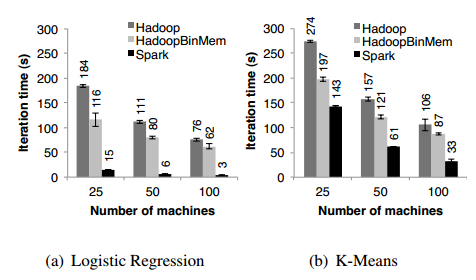 Hadoop
HadoopBinMem
Spark
Iteration time (s)
300
250
200
150
100
50
0
184
116
15
111
80
6
76
62
3
25 50 100
Number of machines
(a) Logistic Regression
Hadoop
HadoopBinMem
Spark
Iteration time (s)
300
250
200
150
100
50
0
274
197
143
157
121
61
106
87
33
25 50 100
Number of machines
(b) K-Means